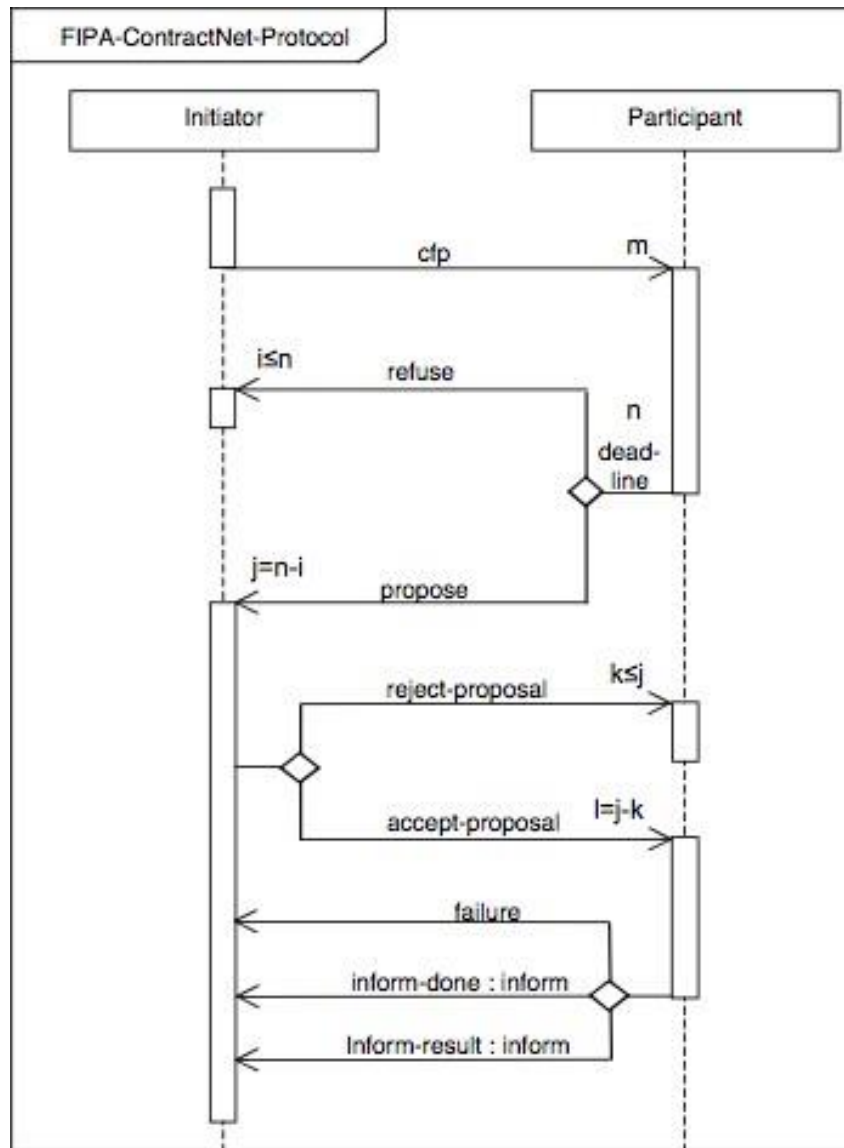 FIPA-ContractNet-Protocol
Initiator
Participant
cfp
m
i≤n
refuse
n
dead-
line
j=n-i
propose
reject-proposal
k≤j
accept-proposal
l=j-k
failure
inform-done : inform
Inform-result : inform